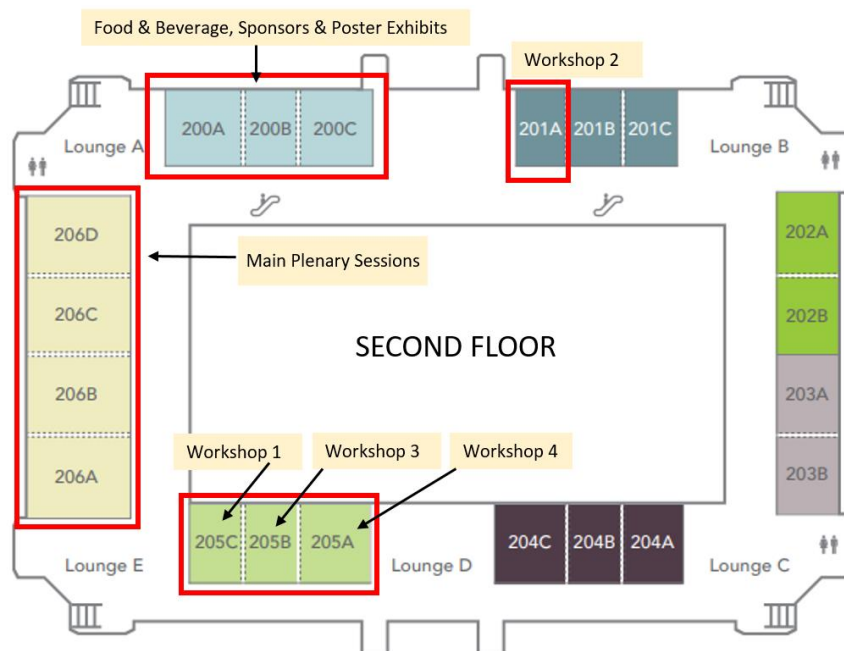 Food & Beverage, Sponsors & Poster Exhibits
Workshop 2
200A 200B 200C
201A 201B 201C
Lounge A
Lounge B
206D
202A
Main Plenary Sessions
206C
202B
SECOND FLOOR
206B
203A
Workshop 1
Workshop 3
Workshop 4
206A
203B
205C 205B 205A
204C 204B 204A
Lounge E
Lounge D
Lounge C